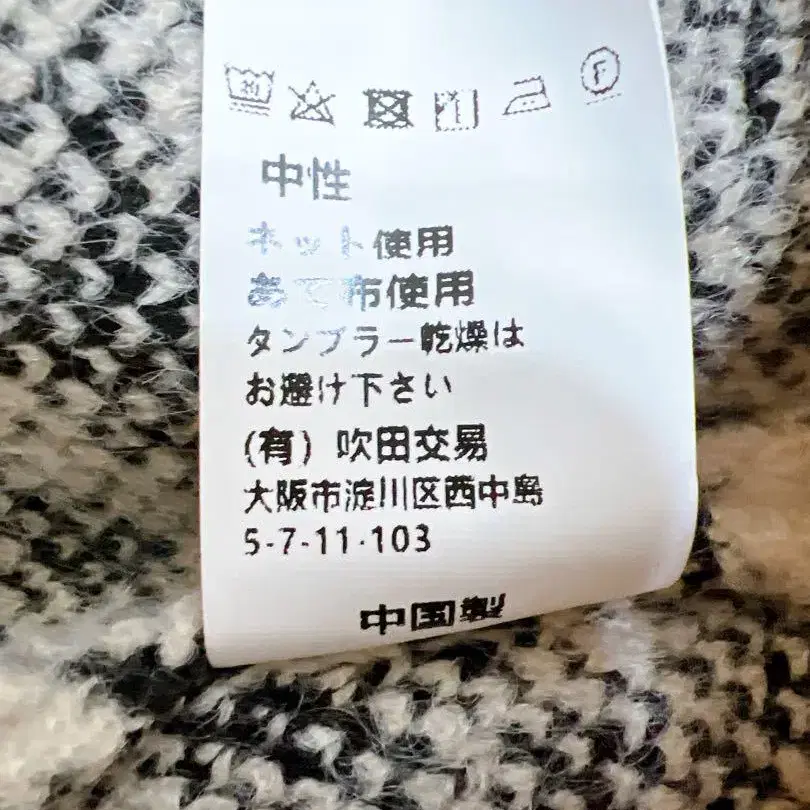 30
F
中性
ネット使用
あて布使用
タンブラー乾燥は
お避け下さい
(有) 吹田交易
大阪市淀川区西中島
5-7-11-103
中国製